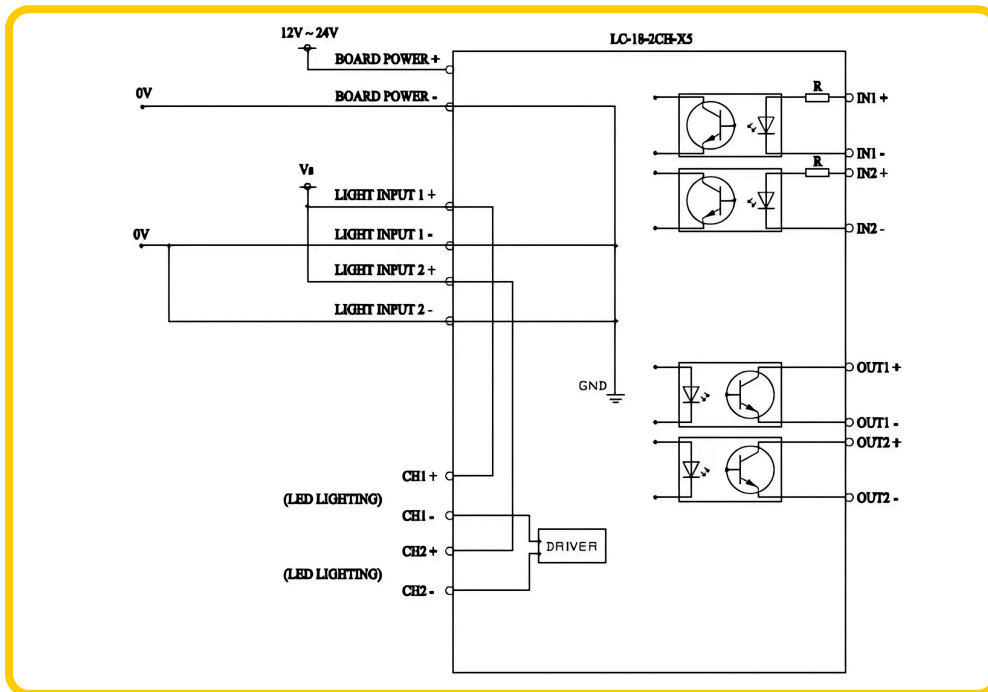 12V ~ 24V
LC-18-2CH-X5
BOARD POWER +
0V
BOARD POWER -
R
IN1 +
IN1 -
R
IN2 +
Vs
LIGHT INPUT 1 +
0V
LIGHT INPUT 1 -
IN2 -
LIGHT INPUT 2 +
LIGHT INPUT 2 -
GND
OUT1 +
OUT1 -
OUT2 +
CH1 +
(LED LIGHTING)
OUT2 -
CH1 -
DRIVER
CH2 +
(LED LIGHTING)
CH2 -